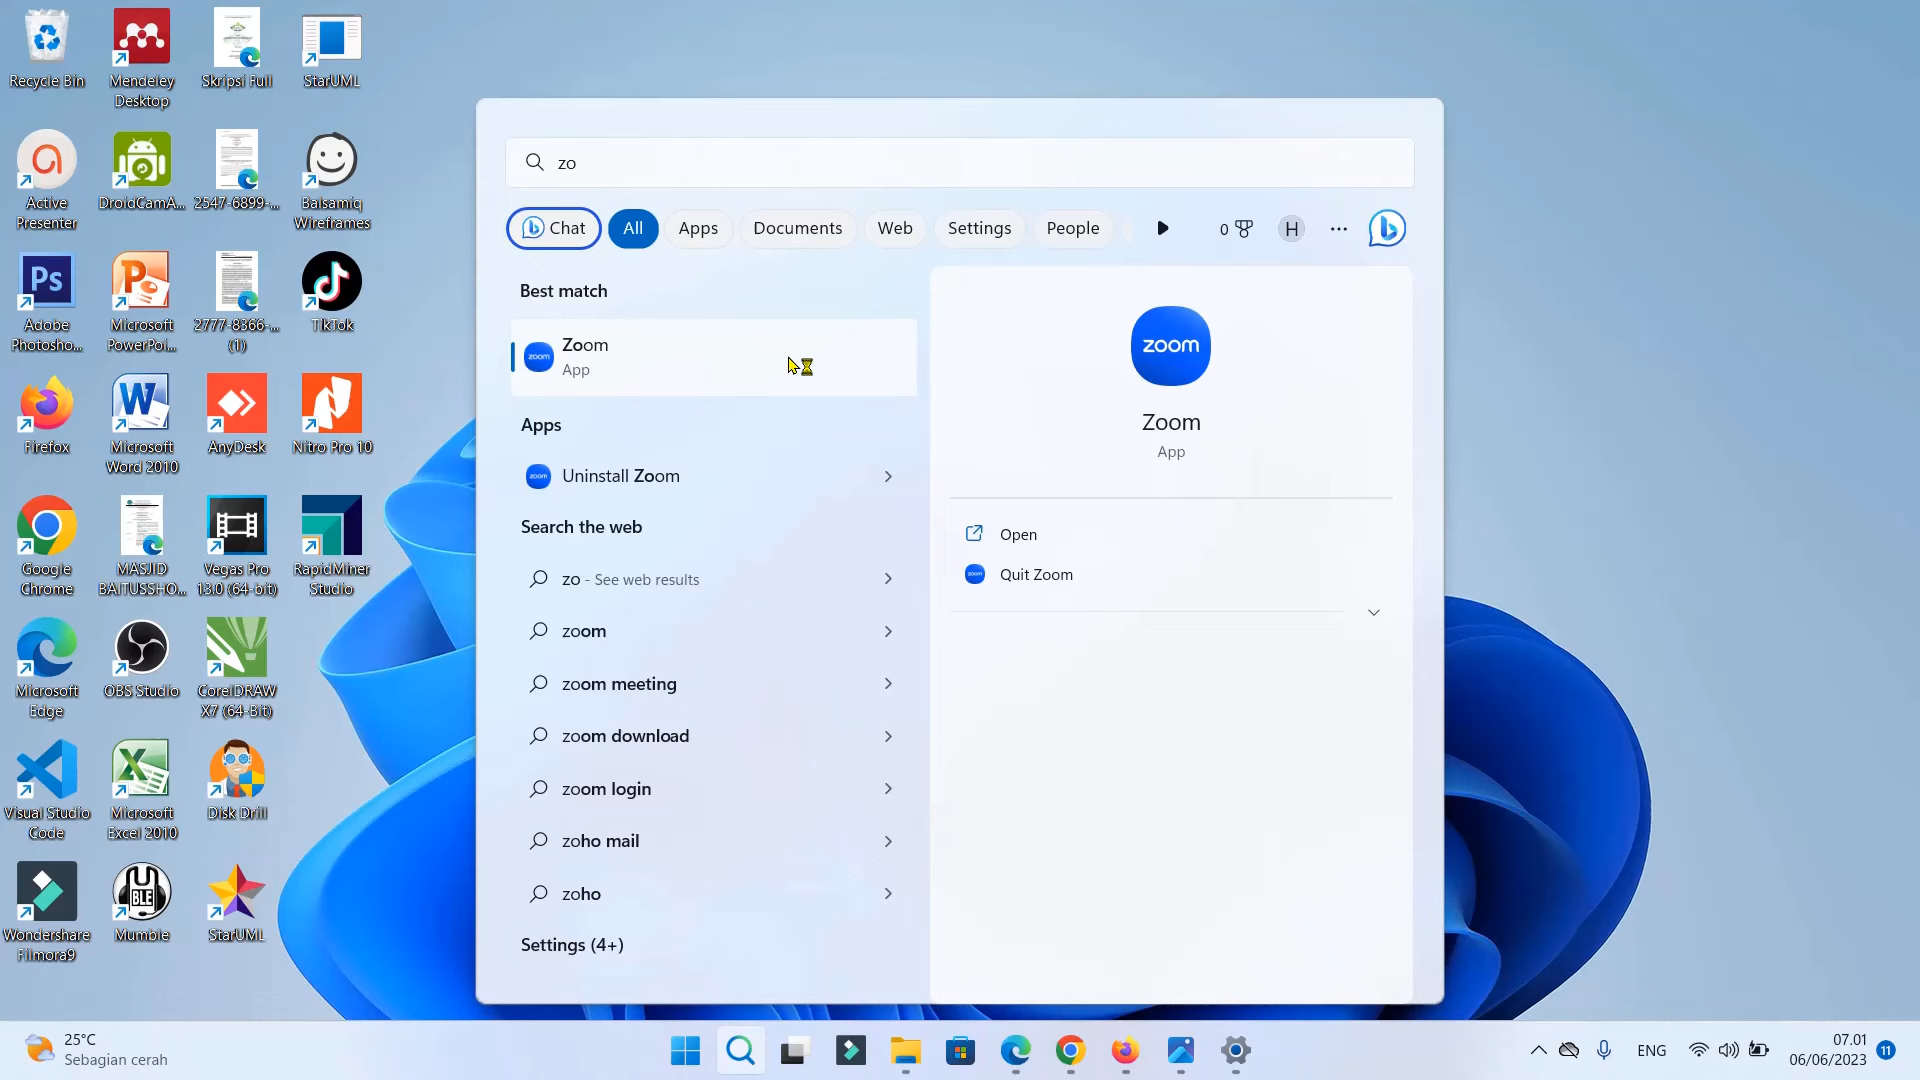 Recycle Bin
Mendeley
Desktop
Skripsi Full
StarUML
Active
Presenter
DroidCamA...
2547-6899-...
Balsamiq
Wireframes
Ps
Adobe
Photosho...
Microsoft
PowerPoi...
2777-8366-...
(1)
TikTok
Firefox
Microsoft
Word 2010
AnyDesk
Nitro Pro 10
Google
Chrome
MASJID
BAITUSSHO...
Vegas Pro
13.0 (64-bit)
RapidMiner
Studio
Microsoft
Edge
OBS Studio
CorelDRAW
X7 (64-Bit)
Visual Studio
Code
Microsoft
Excel 2010
Disk Drill
Wondershare
Filmora9
BLE
Mumble
StarUML
zo
Chat
All
Apps
Documents
Web
Settings
People
0
H
Best match
zoom
Zoom
App
Apps
zoom
Uninstall Zoom
Search the web
zo - See web results
zoom
zoom meeting
zoom download
zoom login
zoho mail
zoho
Settings (4+)
zoom
Zoom
App
Open
zoom
Quit Zoom
25°C
Sebagian cerah
ENG
07.01
06/06/2023
11